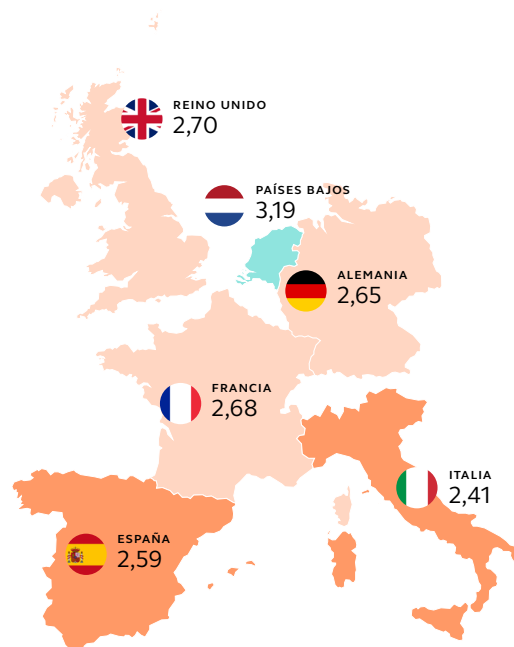 REINO UNIDO
2,70
PAÍSES BAJOS
3,19
ALEMANIA
2,65
FRANCIA
2,68
ITALIA
2,41
ESPAÑA
2,59